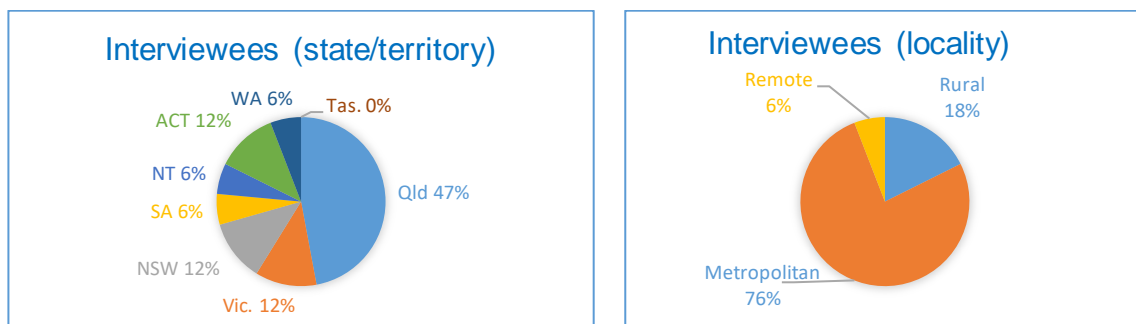 Interviewees (state/territory)
WA 6%
Tas. 0%
ACT 12%
NT 6%
Qld 47%
SA 6%
NSW 12%
Vic. 12%
Interviewees (locality)
Remote
6%
Rural
18%
Metropolitan
76%